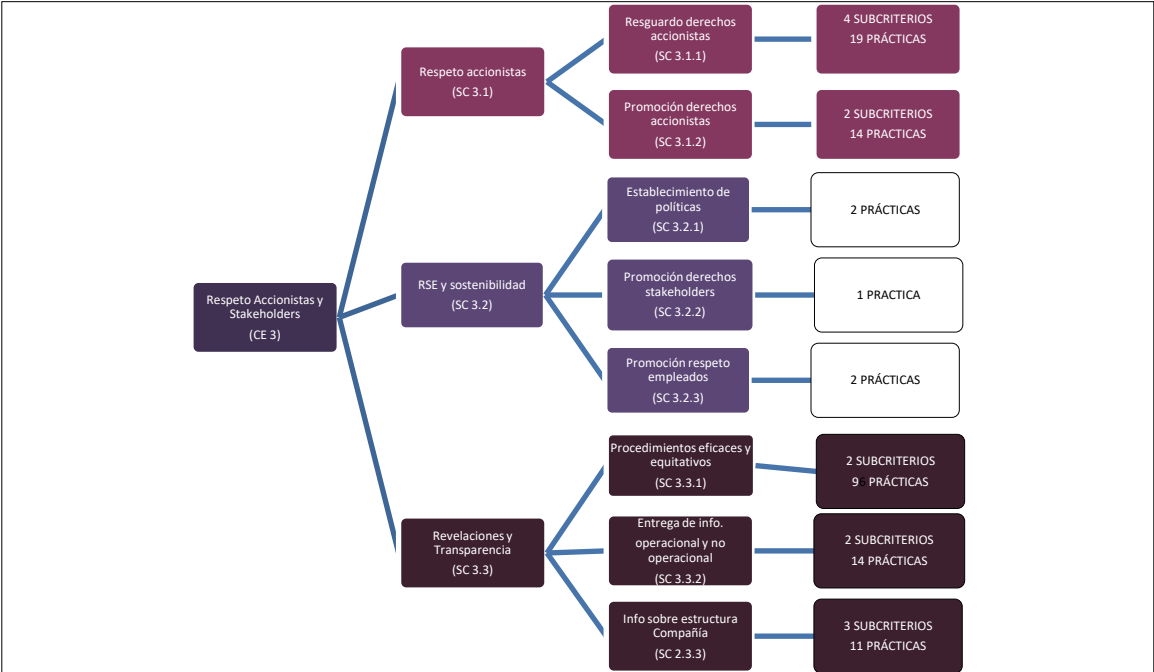 Respeto Accionistas y
Stakeholders
(CE 3)
Respeto accionistas
(SC 3.1)
Resguardo derechos
accionistas
(SC 3.1.1)
4 SUBCRITERIOS
19 PRÁCTICAS
Promoción derechos
accionistas
(SC 3.1.2)
2 SUBCRITERIOS
14 PRACTICAS
RSE y sostenibilidad
(SC 3.2)
Establecimiento de
políticas
(SC 3.2.1)
2 PRÁCTICAS
Promoción derechos
stakeholders
(SC 3.2.2)
1 PRACTICA
Promoción respeto
empleados
(SC 3.2.3)
2 PRÁCTICAS
Revelaciones y
Transparencia
(SC 3.3)
Procedimientos eficaces y
equitativos
(SC 3.3.1)
2 SUBCRITERIOS
96 PRÁCTICAS
Entrega de info.
operacional y no
operacional
(SC 3.3.2)
2 SUBCRITERIOS
14 PRÁCTICAS
Info sobre estructura
Compañía
(SC 2.3.3)
3 SUBCRITERIOS
11 PRÁCTICAS